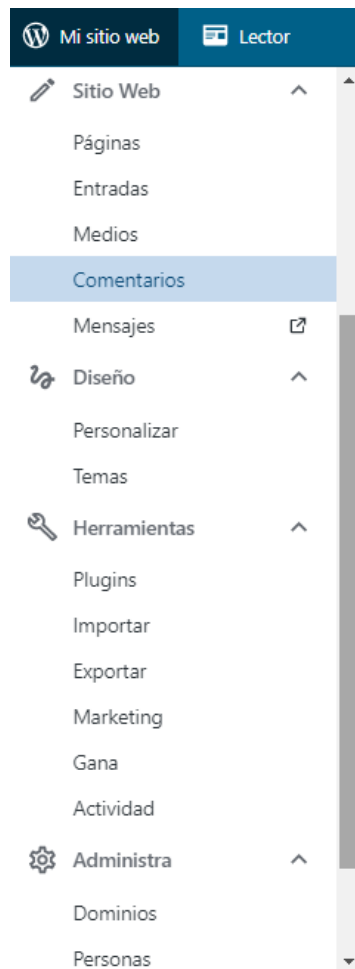 Mi sitio web Lector
Sitio Web
Páginas
Entradas
Medios
Comentarios
Mensajes
Diseño
Personalizar
Temas
Herramientas
Plugins
Importar
Exportar
Marketing
Gana
Actividad
Administra
Dominios
Personas